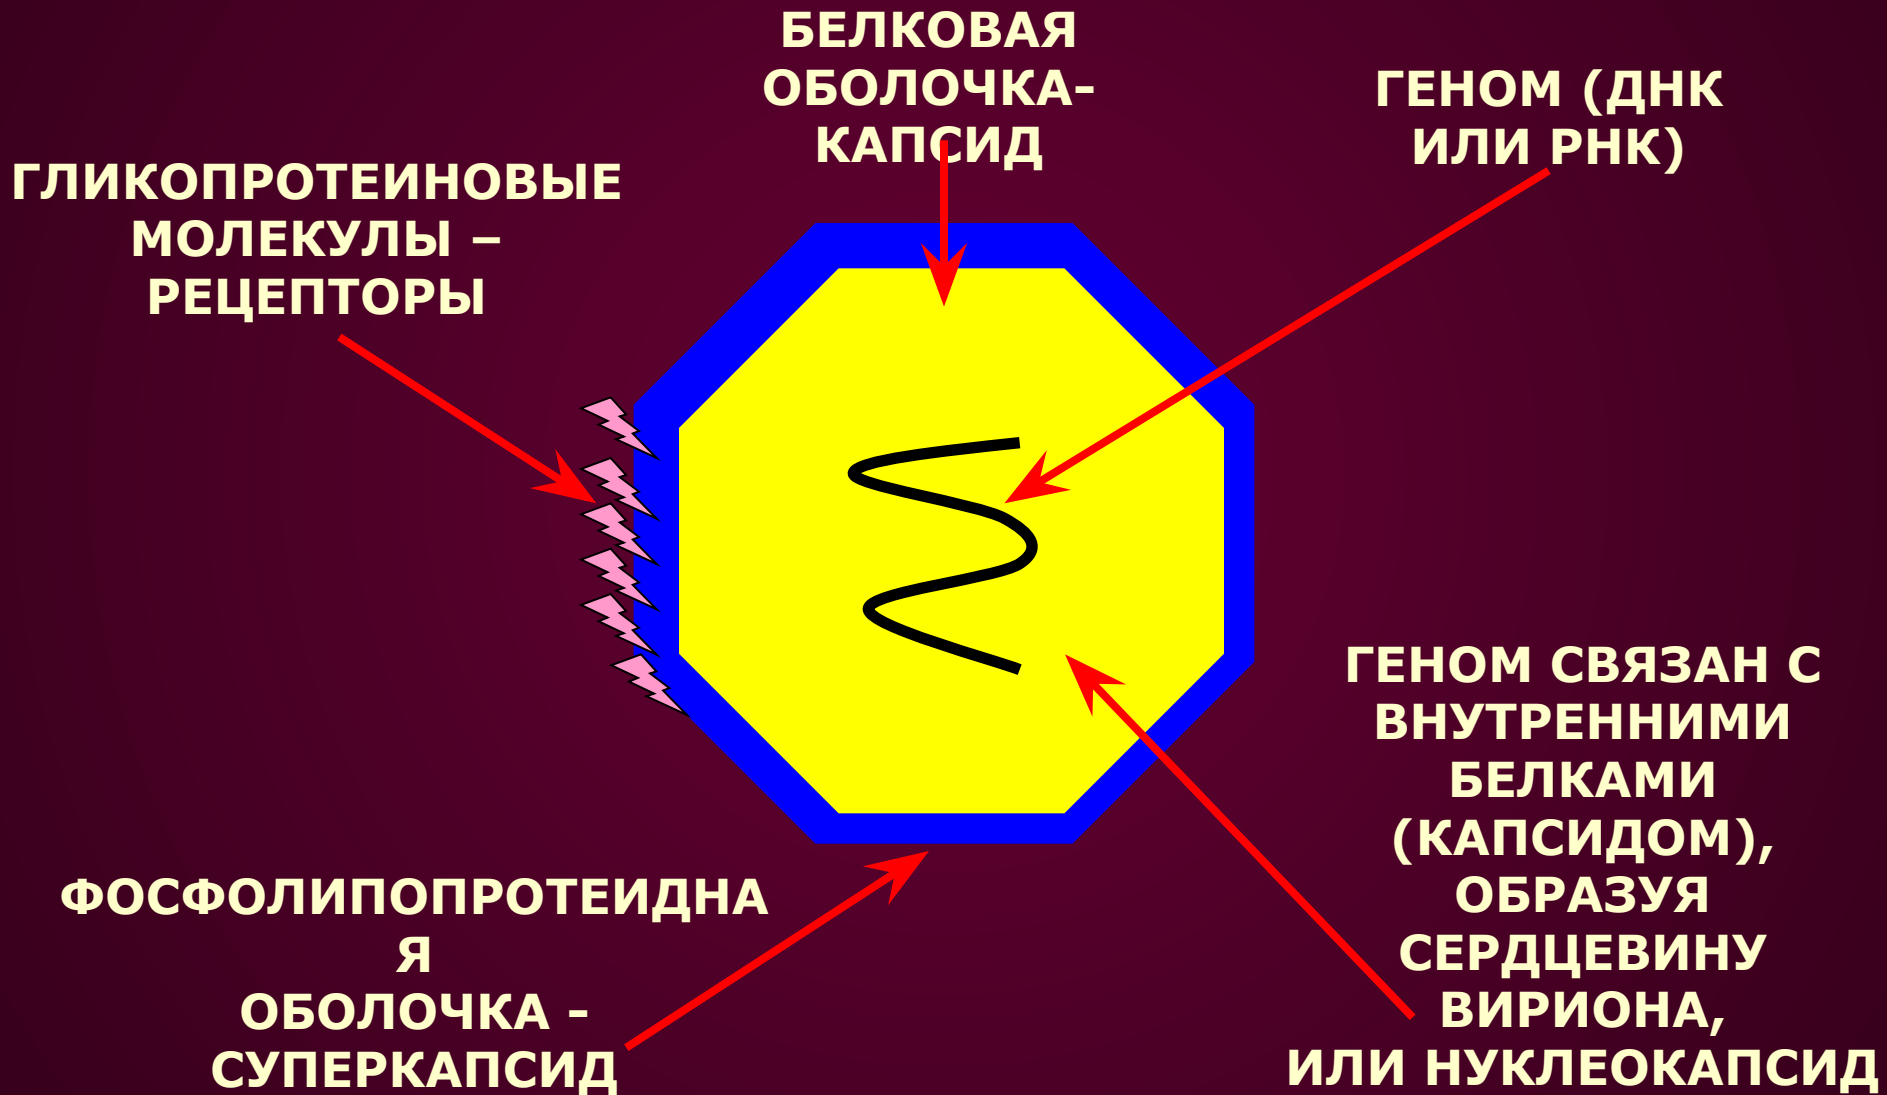 БЕЛКОВАЯ
ОБОЛОЧКА-
КАПСИД
ГЕНОМ (ДНК
ИЛИ РНК)
ГЛИКОПРОТЕИНОВЫЕ
МОЛЕКУЛЫ –
РЕЦЕПТОРЫ
ГЕНОМ СВЯЗАН С
ВНУТРЕННИМИ
БЕЛКАМИ
(КАПСИДОМ),
ОБРАЗУЯ
СЕРДЦЕВИНУ
ВИРИОНА,
ИЛИ НУКЛЕОКАПСИД
ФОСФОЛИПОПРОТЕИДНА
Я
ОБОЛОЧКА -
СУПЕРКАПСИД